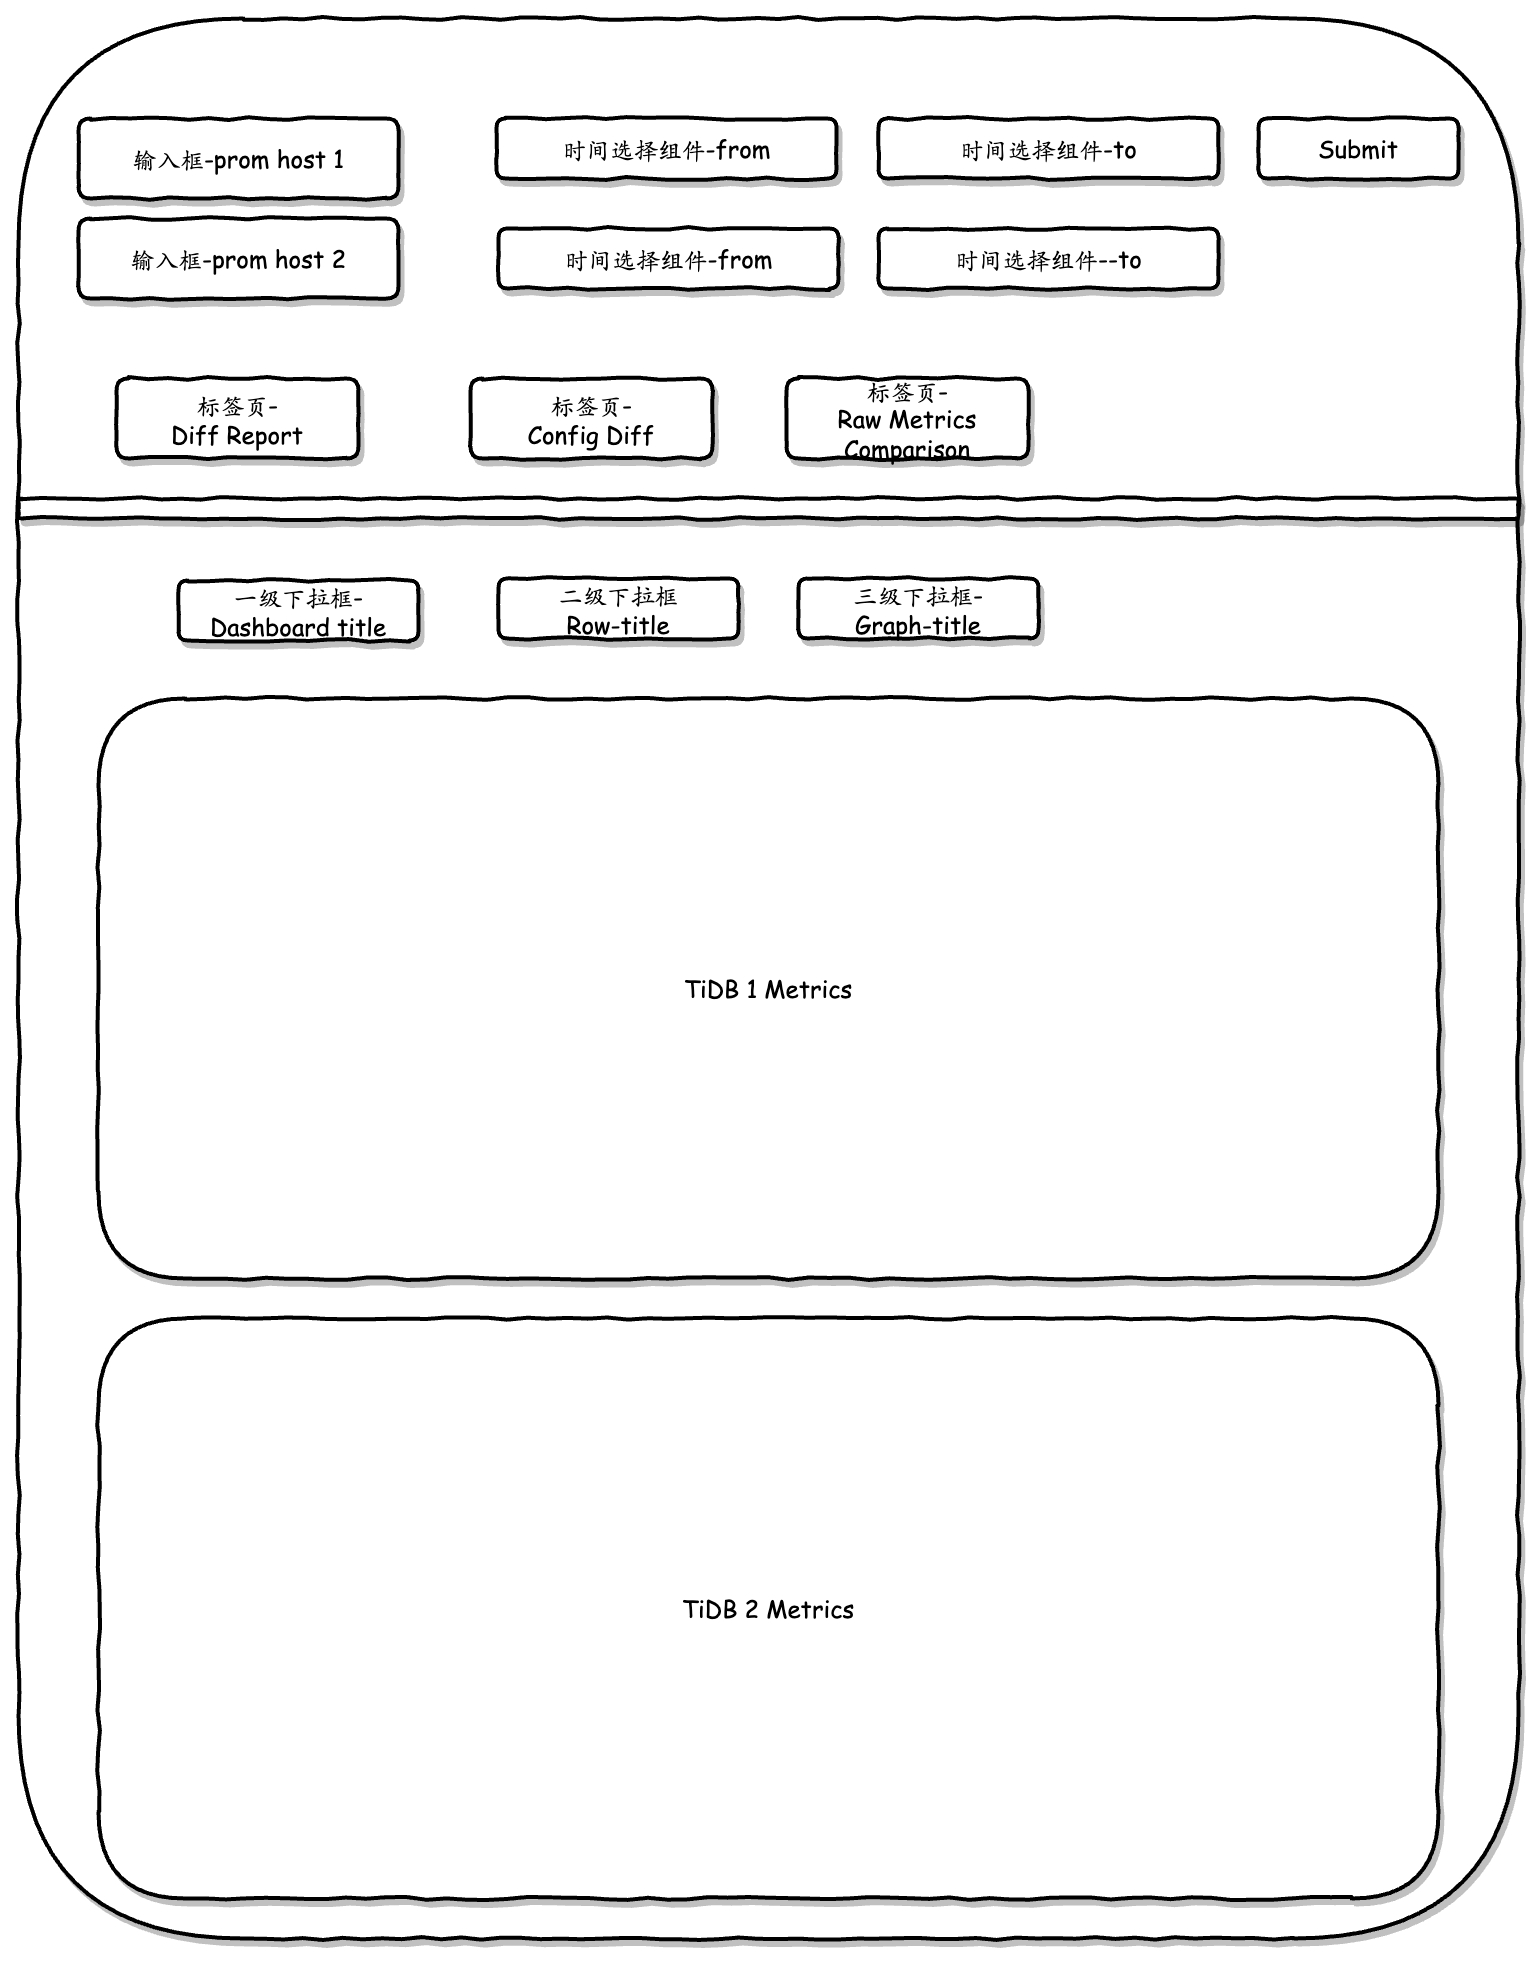 输入框-prom host 1
时间选择组件-from
时间选择组件-to
Submit
输入框-prom host 2
时间选择组件-from
时间选择组件--to
标签页-
Diff Report
标签页-
Config Diff
标签页-
Raw Metrics
Comparison
一级下拉框-
Dashboard title
二级下拉框
Row-title
三级下拉框-
Graph-title
TiDB 1 Metrics
TiDB 2 Metrics